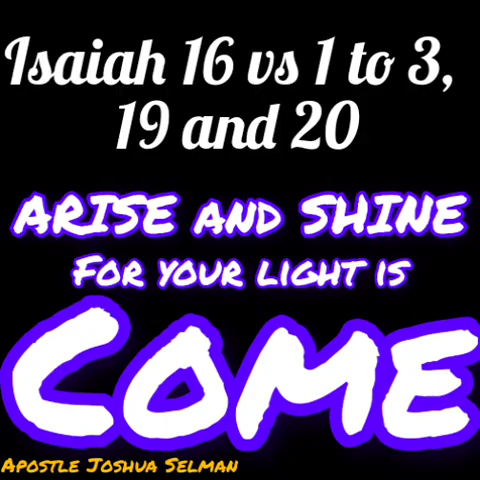 Isaiah 16 vs 1 to 3,
19 and 20
ARISE AND SHINE
FOR YOUR LIGHT IS
COME
APOSTLE JOSHUA SELMAN